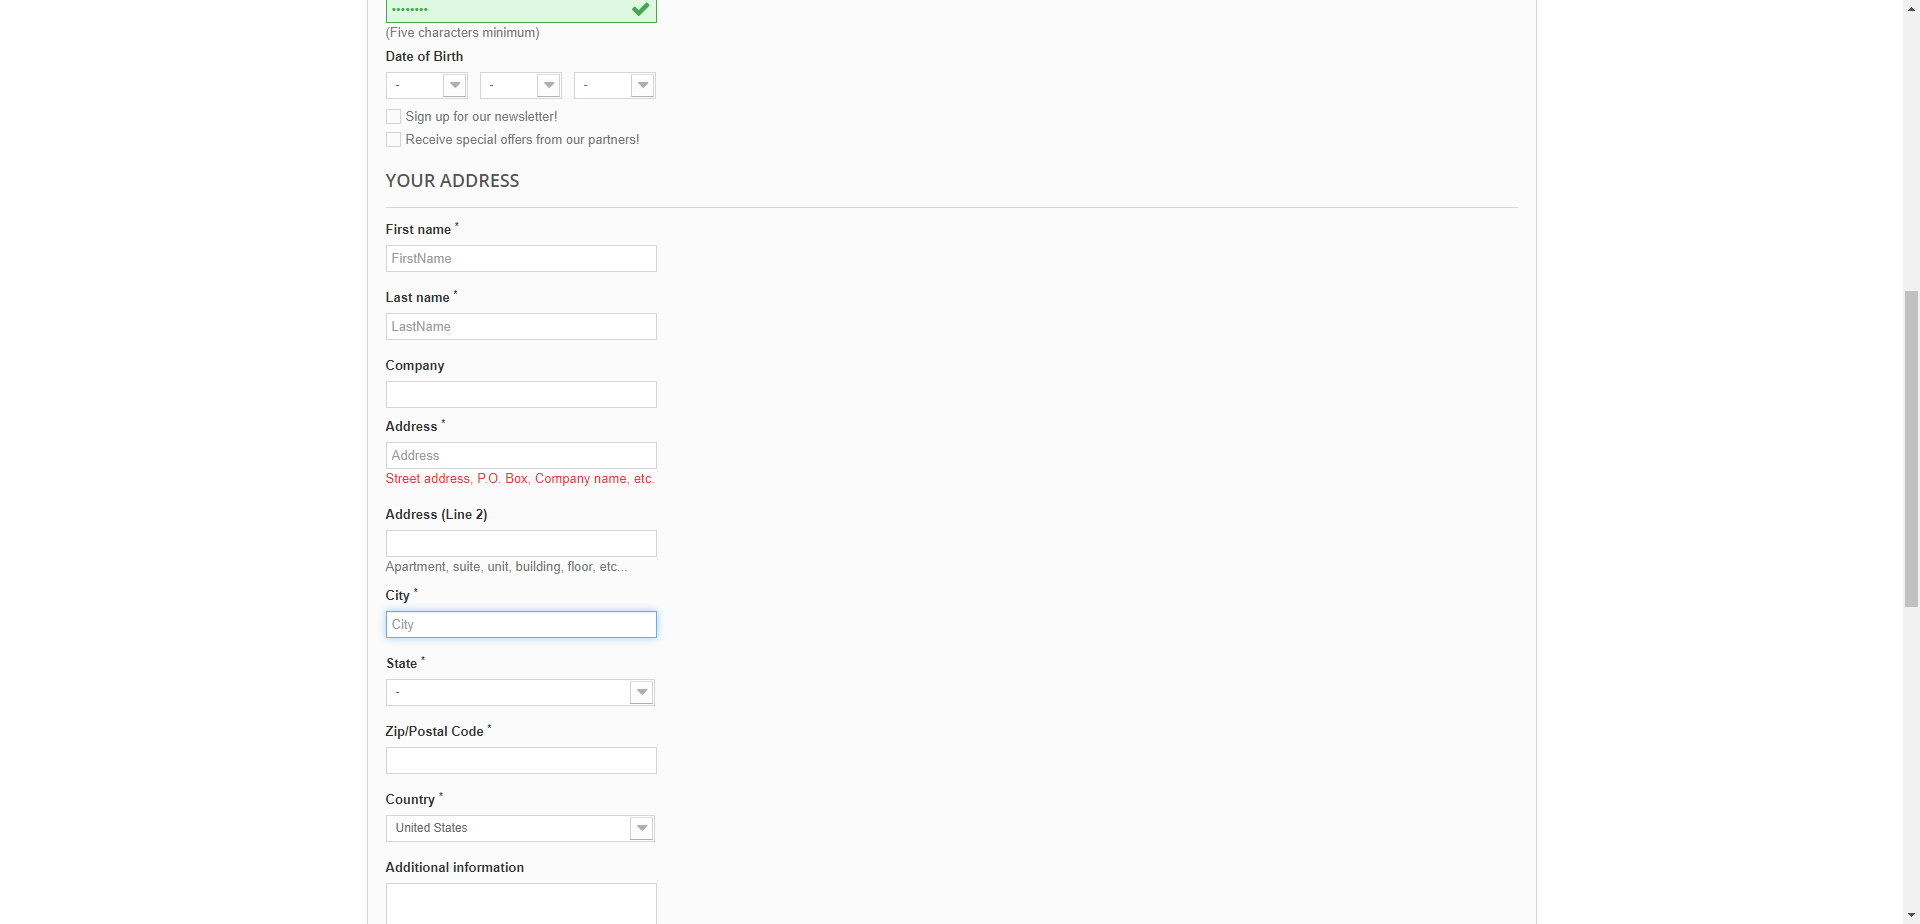 ••••••••
(Five characters minimum)
Date of Birth
- - -
Sign up for our newsletter!
Receive special offers from our partners!
YOUR ADDRESS
First name *
FirstName
Last name *
LastName
Company
Address *
Address
Street address, P.O. Box, Company name, etc.
Address (Line 2)
Apartment, suite, unit, building, floor, etc...
City *
City
State *
-
Zip/Postal Code *
Country *
United States
Additional information